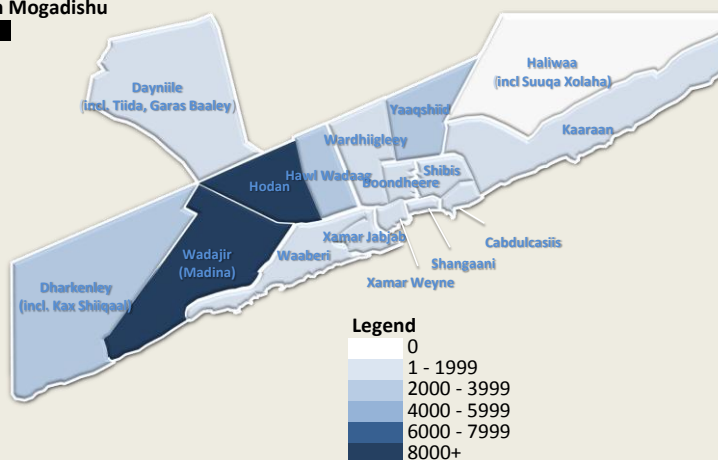 Mogadishu
Dayniile
(incl. Tiida, Garas Baaley)
Haliwaa
(incl Suuqa Xolaha)
Yaaqshiid
Kaaraan
Wardhiigleey
Hawl Wadaag
Hodan
Shibis
Boondheere
Xamar Jabjab
Waaberi
Wadajir
(Madina)
Cabdulcasiis
Shangaani
Xamar Weyne
Dharkenley
(incl. Kax Shiiqaal)
Legend
0
1 - 1999
2000 - 3999
4000 - 5999
6000 - 7999
8000+